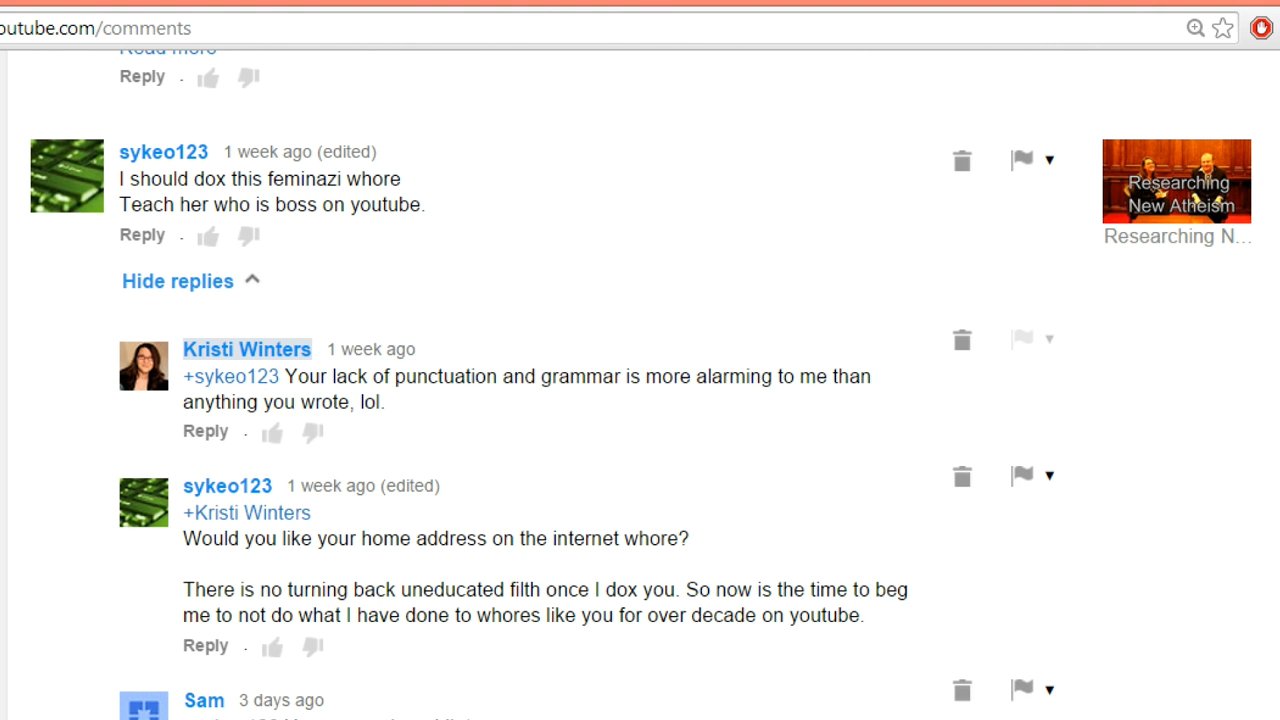 outube.com/comments
Read more
Reply .
sykeo123 1 week ago (edited)
I should dox this feminazi whore
Teach her who is boss on youtube.
Reply .
Researching
New Atheism
Researching N...
Hide replies
Kristi Winters 1 week ago
+sykeo123 Your lack of punctuation and grammar is more alarming to me than
anything you wrote, lol.
Reply .
sykeo123 1 week ago (edited)
+Kristi Winters
Would you like your home address on the internet whore?
There is no turning back uneducated filth once I dox you. So now is the time to beg
me to not do what I have done to whores like you for over decade on youtube.
Reply .
Sam 3 days ago